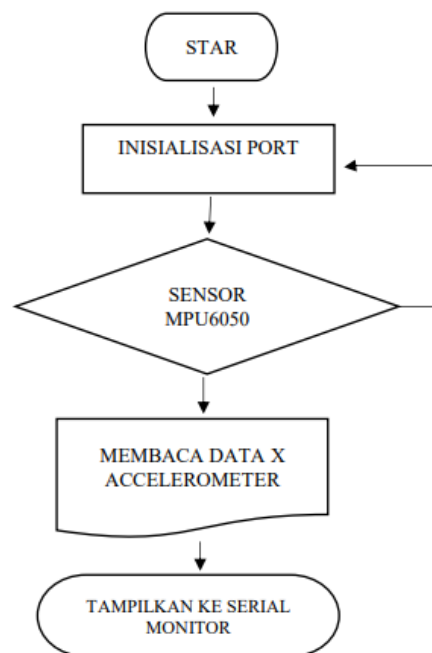 STAR
INISIALISASI PORT
SENSOR
MPU6050
MEMBACA DATA X
ACCELEROMETER
TAMPILKAN KE SERIAL
MONITOR